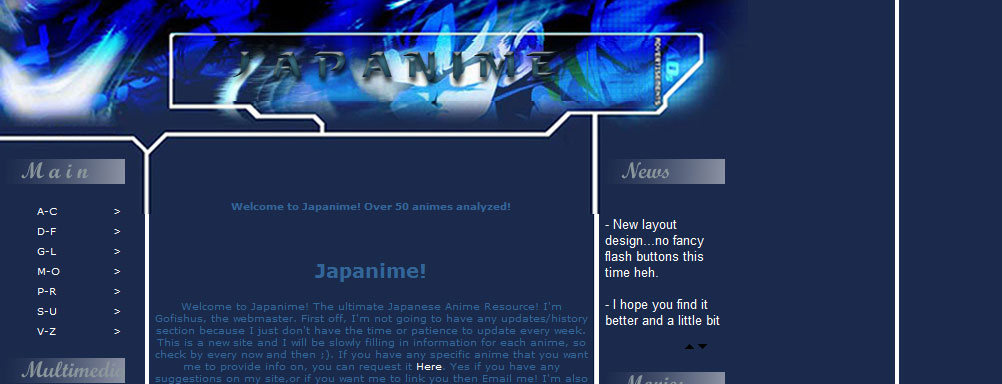 JAPANIME
Main
A-C >
D-F >
G-L >
M-O >
P-R >
S-U >
V-Z >
Multimedia
Welcome to Japanime! Over 50 animes analyzed!
Japanime!
Welcome to Japanime! The ultimate Japanese Anime Resource! I'm
Gofishus, the webmaster. First off, I'm not going to have any updates/history
section because I just don't have the time or patience to update every week.
This is a new site and I will be slowly filling in information for each anime, so
check by every now and then ;). If you have any specific anime that you want
me to provide info on, you can request it Here. Yes if you have any
suggestions on my site,or if you want me to link you then Email me! I'm also
News
- New layout
design...no fancy
flash buttons this
time heh.
- I hope you find it
better and a little bit
Movies